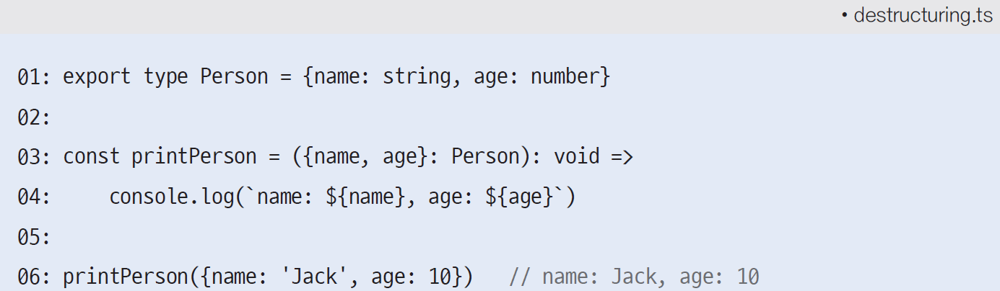 • destructuring.ts
01: export type Person = {name: string, age: number}
02:
03: const printPerson = ({name, age}: Person): void =>
04:     console.log(`name: ${name}, age: ${age}`)
05:
06: printPerson({name: 'Jack', age: 10})   // name: Jack, age: 10